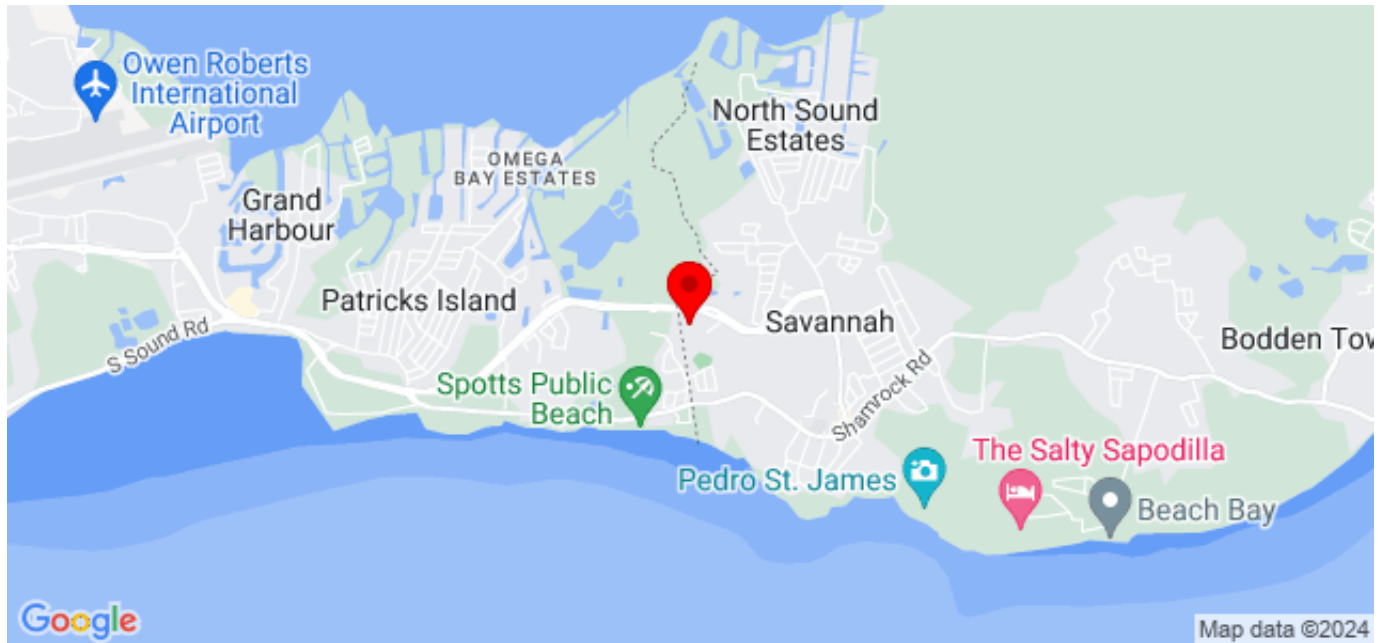 Owen Roberts
International
Airport
North Sound
Estates
OMEGA
BAY ESTATES
Grand
Harbour
Patricks Island
Savannah
Bodden Tow
S Sound Rd
Spotts Public
Beach
Shamrock Rd
Pedro St. James
The Salty Sapodilla
Beach Bay
Google
Map data ©2024